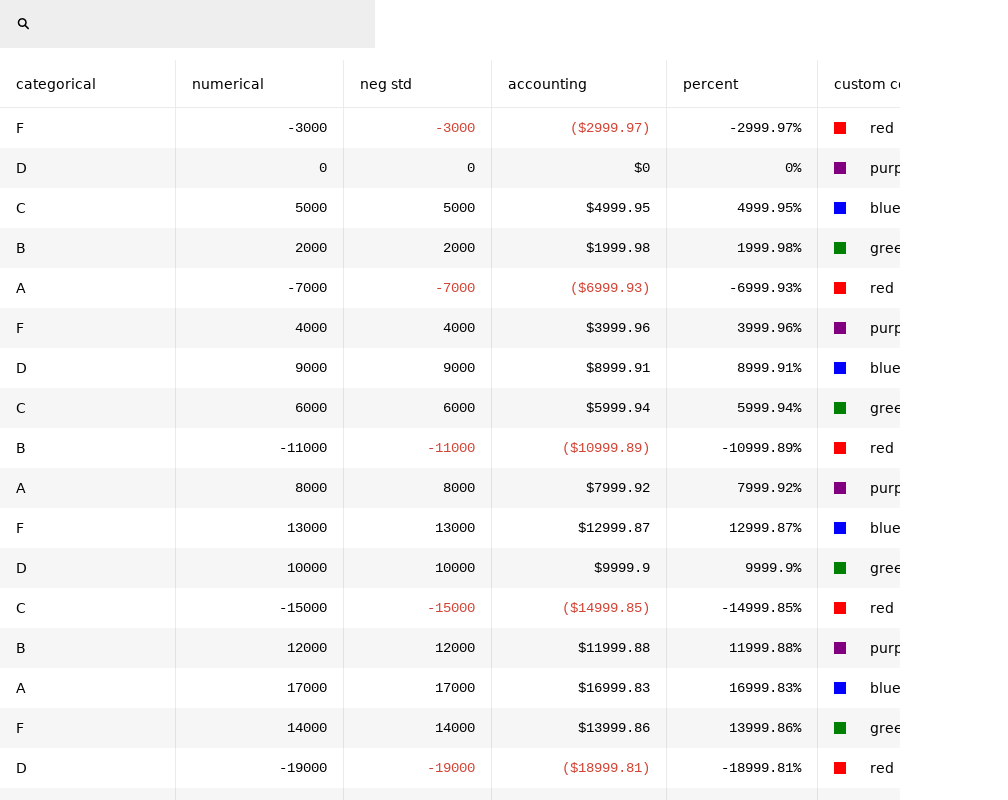 categorical numerical neg std accounting percent custom c
F -3000 -3000 ($2999.97) -2999.97% red
D 0 0 $0 0% purp
C 5000 5000 $4999.95 4999.95% blue
B 2000 2000 $1999.98 1999.98% gree
A -7000 -7000 ($6999.93) -6999.93% red
F 4000 4000 $3999.96 3999.96% purp
D 9000 9000 $8999.91 8999.91% blue
C 6000 6000 $5999.94 5999.94% gree
B -11000 -11000 ($10999.89) -10999.89% red
A 8000 8000 $7999.92 7999.92% purp
F 13000 13000 $12999.87 12999.87% blue
D 10000 10000 $9999.9 9999.9% gree
C -15000 -15000 ($14999.85) -14999.85% red
B 12000 12000 $11999.88 11999.88% purp
A 17000 17000 $16999.83 16999.83% blue
F 14000 14000 $13999.86 13999.86% gree
D -19000 -19000 ($18999.81) -18999.81% red